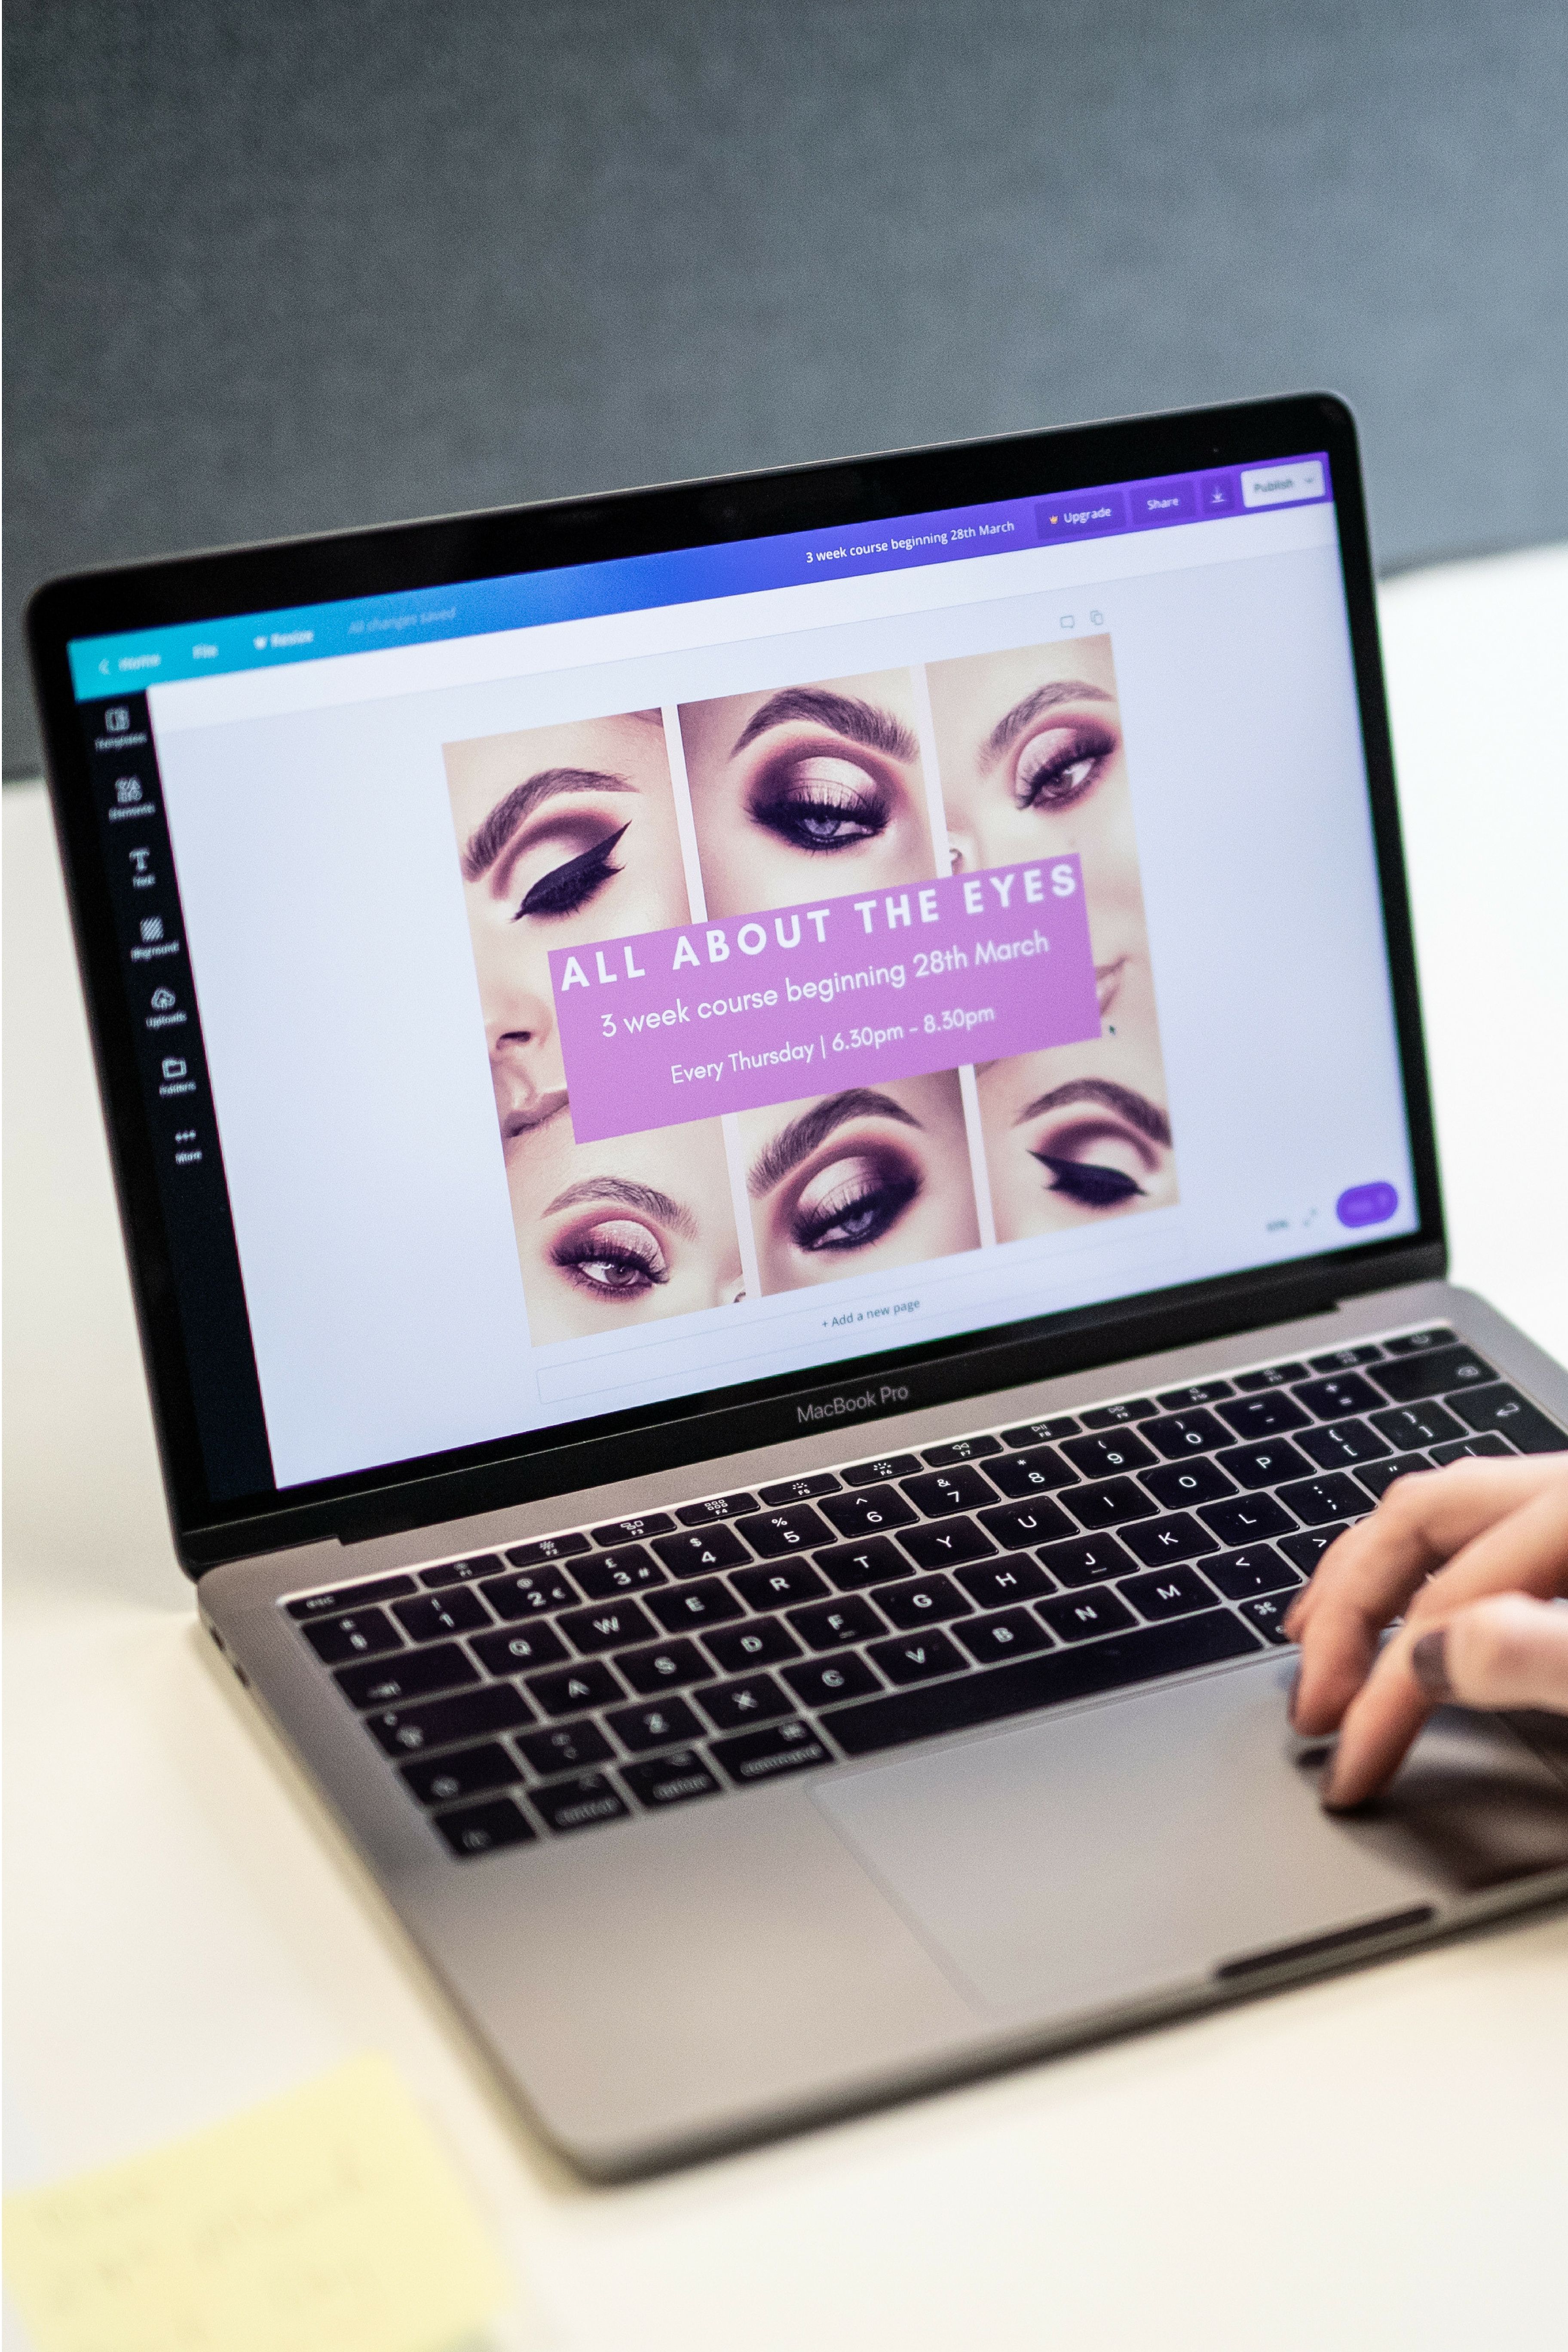 Home File Resize All changes saved 3 week course beginning 28th March Upgrade Share Publish
Templates
Elements
Text
Uploads
Folders
More
ALL ABOUT THE EYES
3 week course beginning 28th March
Every Thursday | 6.30pm - 8.30pm
+ Add a new page
MacBook Pro
esc F1 F2 F3 F4 F5 F6 F7 F8 F9 F10
! 1 @ 2 € £ 3 # $ 4 % 5 ^ 6 & 7 * 8 ( 9 ) 0 _ - + =
Q W E R T Y U I O P { [ } ]
A S D F G H J K L : ;
Z X C V B N M < , >
control option command ⌘